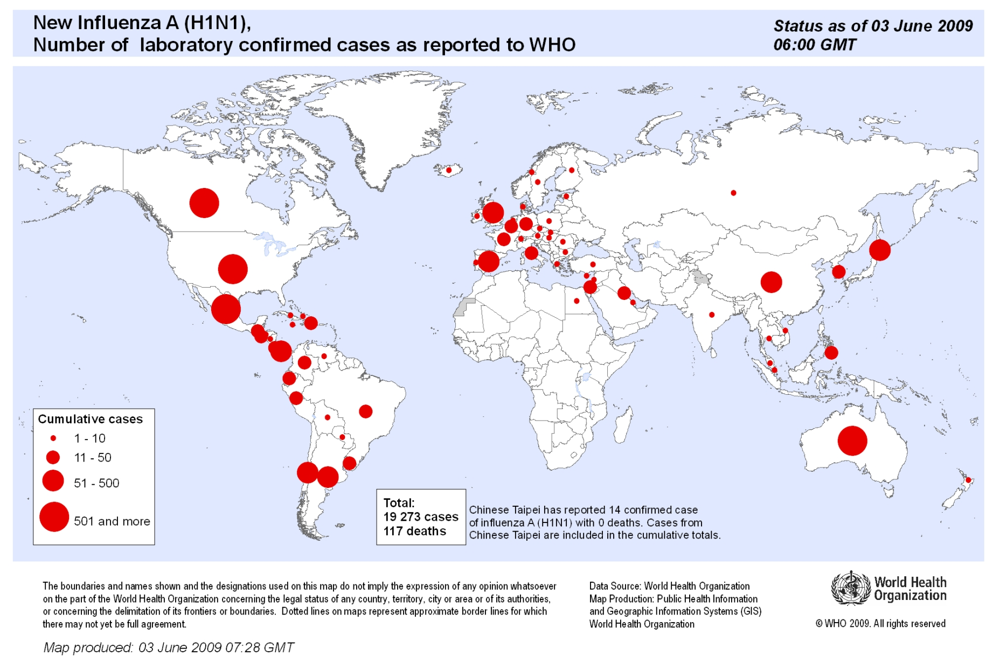 New Influenza A (H1N1),
Number of laboratory confirmed cases as reported to WHO
Status as of 03 June 2009
06:00 GMT
Cumulative cases
1 - 10
11 - 50
51 - 500
501 and more
Total:
19 273 cases
117 deaths
Chinese Taipei has reported 14 confirmed case
of influenza A (H1N1) with 0 deaths. Cases from
Chinese Taipei are included in the cumulative totals.
The boundaries and names shown and the designations used on this map do not imply the expression of any opinion whatsoever
on the part of the World Health Organization concerning the legal status of any country, territory, city or area or of its authorities,
or concerning the delimitation of its frontiers or boundaries. Dotted lines on maps represent approximate border lines for which
there may not yet be full agreement.
Data Source: World Health Organization
Map Production: Public Health Information
and Geographic Information Systems (GIS)
World Health Organization
World Health
Organization
© WHO 2009. All rights reserved
Map produced: 03 June 2009 07:28 GMT